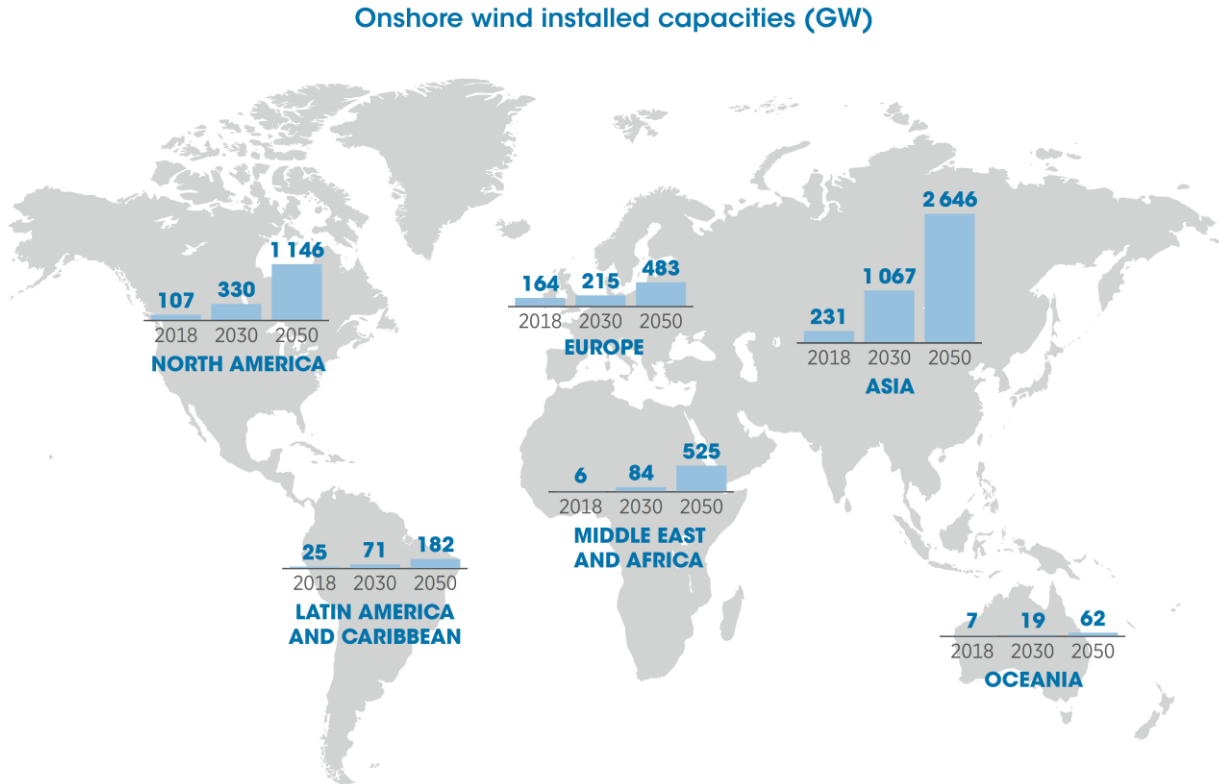 Onshore wind installed capacities (GW)
107 330 1 146
2018 2030 2050
NORTH AMERICA
164 215 483
2018 2030 2050
EUROPE
231 1 067 2 646
2018 2030 2050
ASIA
6 84 525
2018 2030 2050
MIDDLE EAST
AND AFRICA
25 71 182
2018 2030 2050
LATIN AMERICA
AND CARIBBEAN
7 19 62
2018 2030 2050
OCEANIA